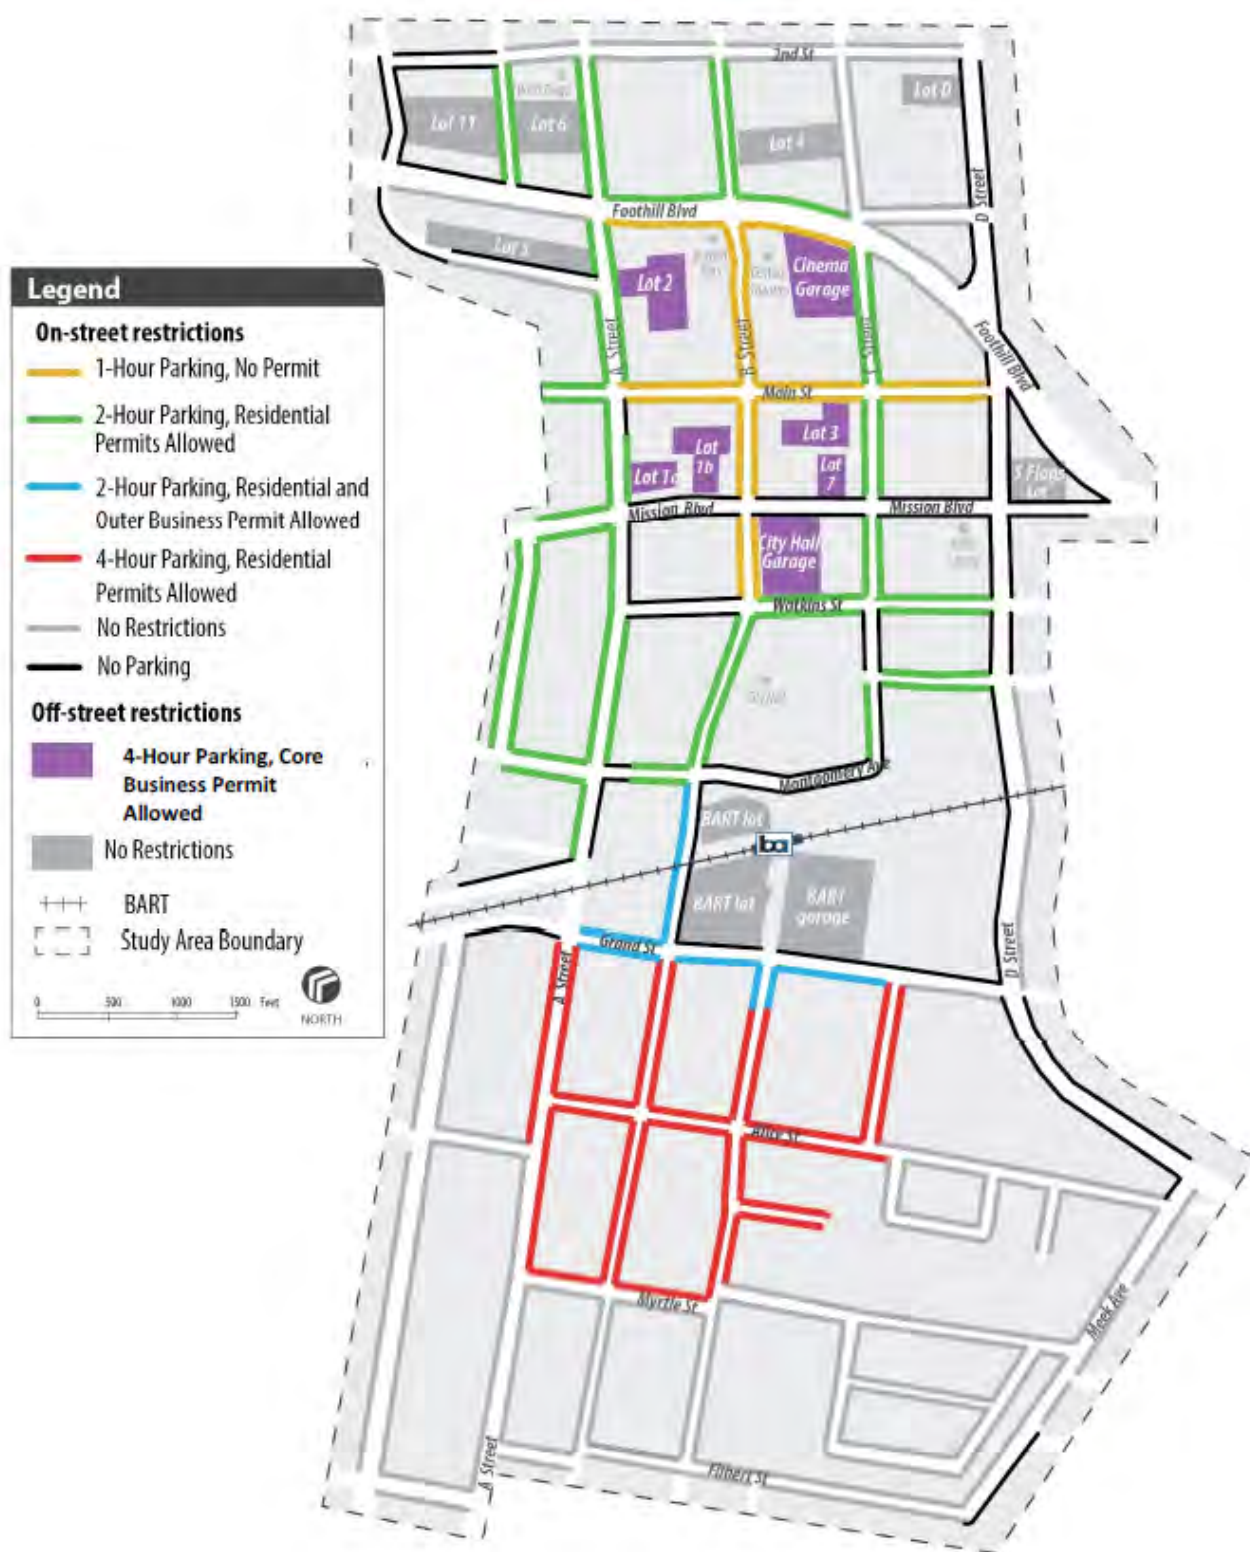 2nd St
Lot D
Lot 11
Lot 6
Lot 4
D Street
Foothill Blvd
Lot 5
Lot 2
Cinema
Garage
Legend
On-street restrictions
1-Hour Parking, No Permit
2-Hour Parking, Residential
Permits Allowed
2-Hour Parking, Residential and
Outer Business Permit Allowed
4-Hour Parking, Residential
Permits Allowed
No Restrictions
No Parking
Off-street restrictions
4-Hour Parking, Core
Business Permit
Allowed
No Restrictions
BART
Study Area Boundary
0 500 1000 1500 Feet
NORTH
A Street
B Street
C Street
Foothill Blvd
Main St
Lot
1b
Lot 3
Lot
7
Lot 1c
Lot
Mission Blvd
Mission Blvd
City Hall
Garage
Watkins St
Montgomery Ave
BART lot
ba
BART lot
BART
garage
Grand St
A Street
D Street
Alice St
Myrtle St
Meek Ave
A Street
Filbert St